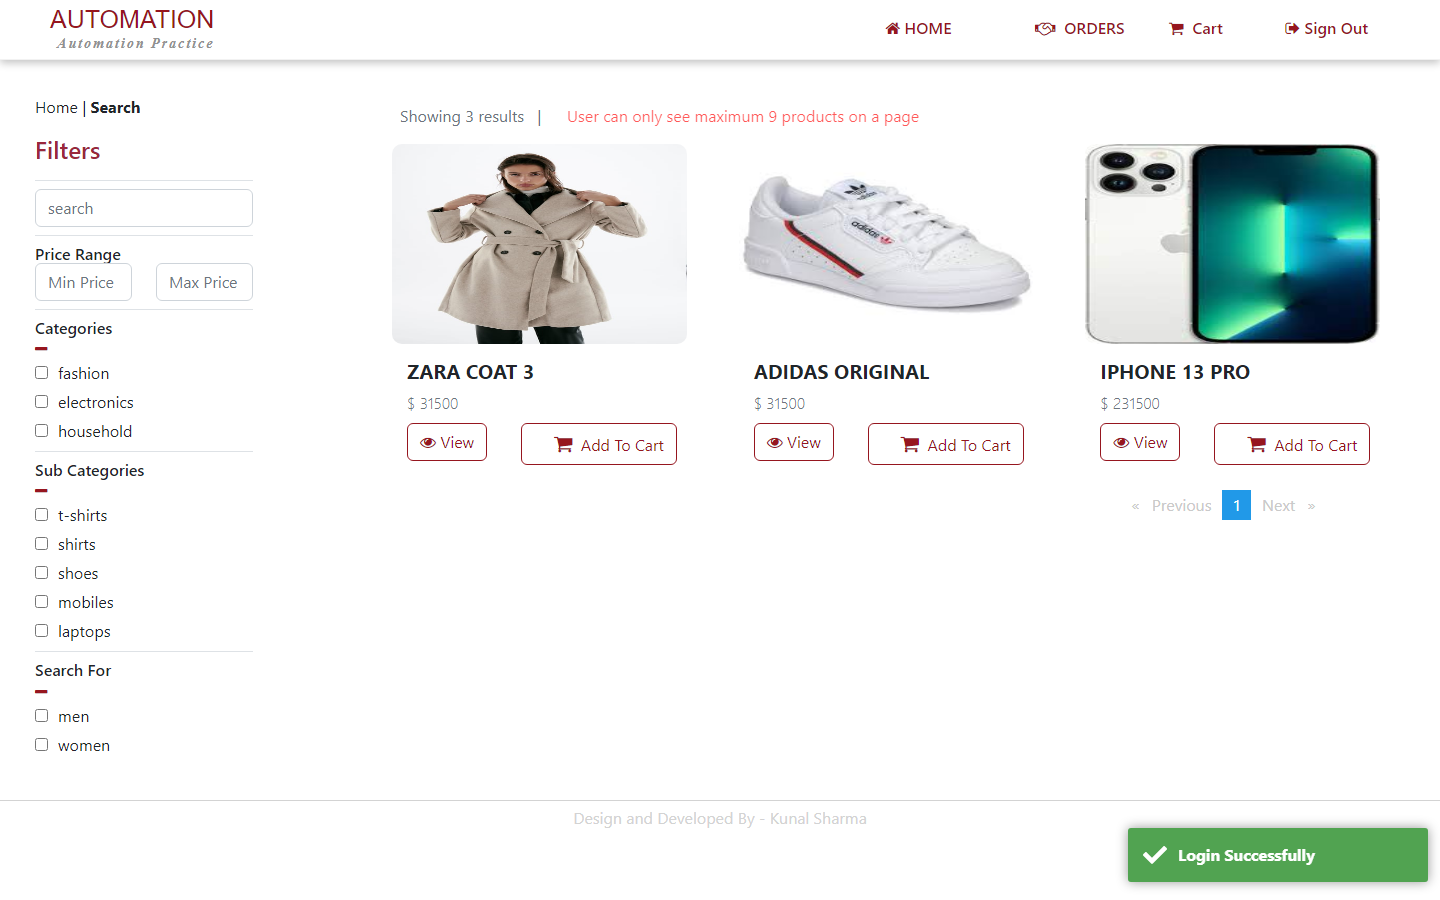 AUTOMATION
Automation Practice
HOME
ORDERS
Cart
Sign Out
Home | Search
Filters
search
Price Range
Min Price
Max Price
Categories
fashion
electronics
household
Sub Categories
t-shirts
shirts
shoes
mobiles
laptops
Search For
men
women
Showing 3 results |
User can only see maximum 9 products on a page
adidas
adidas
ZARA COAT 3
$ 31500
View
Add To Cart
ADIDAS ORIGINAL
$ 31500
View
Add To Cart
IPHONE 13 PRO
$ 231500
View
Add To Cart
« Previous 1 Next »
Design and Developed By - Kunal Sharma
Login Successfully